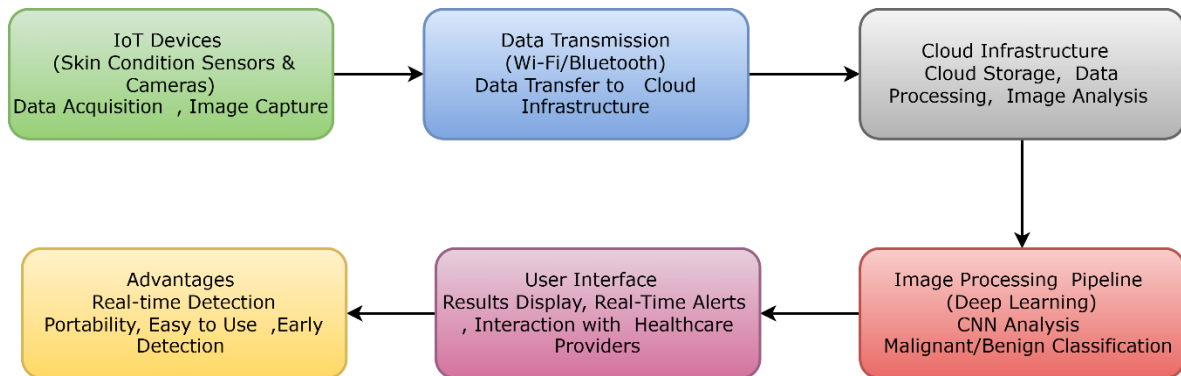 IoT Devices
(Skin Condition Sensors &
Cameras)
Data Acquisition , Image Capture
Data Transmission
(Wi-Fi/Bluetooth)
Data Transfer to Cloud
Infrastructure
Cloud Infrastructure
Cloud Storage, Data
Processing, Image Analysis
Advantages
Real-time Detection
Portability, Easy to Use ,Early
Detection
User Interface
Results Display, Real-Time Alerts
, Interaction with Healthcare
Providers
Image Processing Pipeline
(Deep Learning)
CNN Analysis
Malignant/Benign Classification